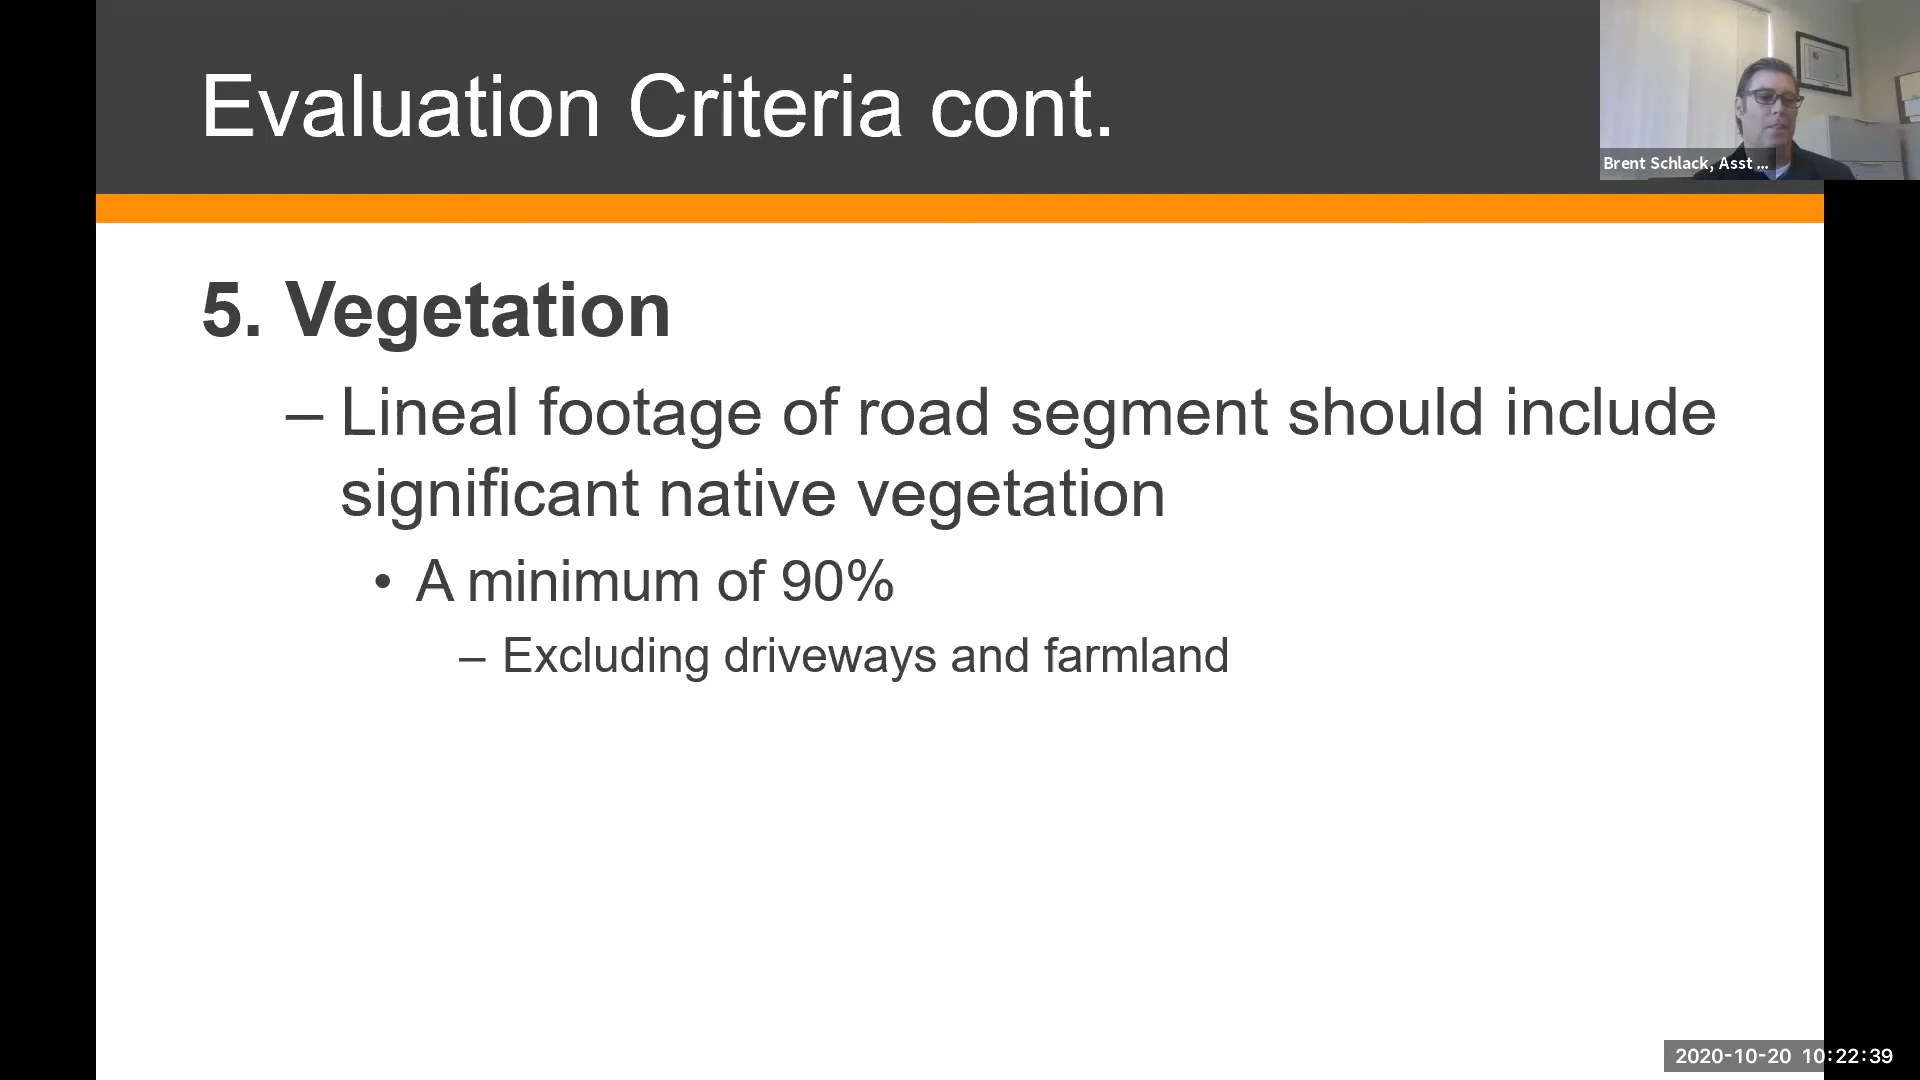 Evaluation Criteria cont.
Brent Schlack, Asst ...
5. Vegetation
– Lineal footage of road segment should include
significant native vegetation
• A minimum of 90%
– Excluding driveways and farmland
2020-10-20 10:22:39